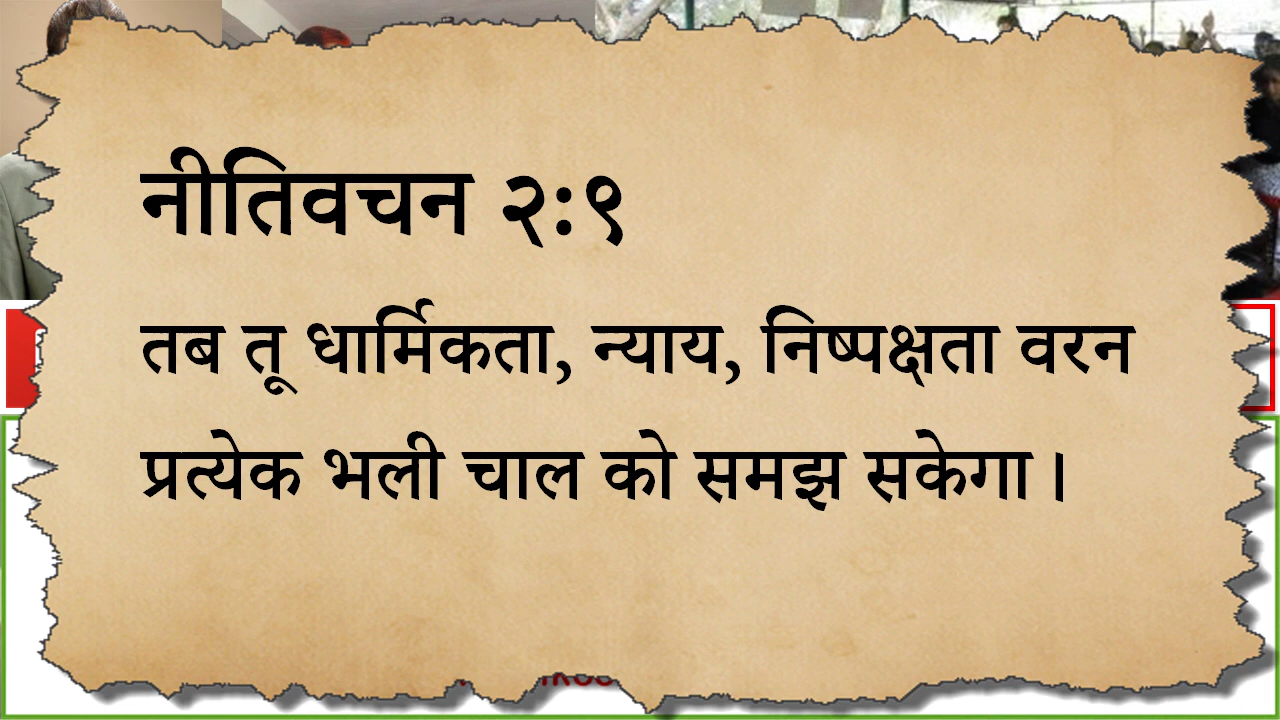 नीतिवचन २:९
तब तू धार्मिकता, न्याय, निष्पक्षता वरन
प्रत्येक भली चाल को समझ सकेगा।